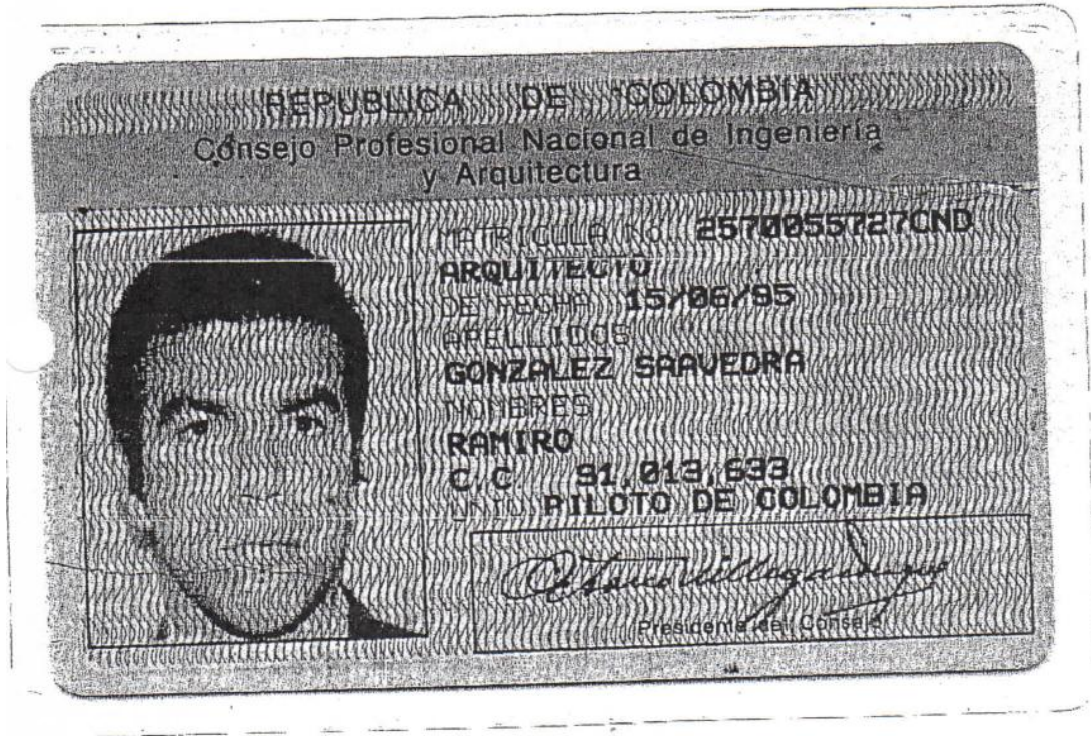 REPUBLICA DE COLOMBIA
Consejo Profesional Nacional de Ingeniería
y Arquitectura
MATRICULA No. 2570055727CND
ARQUITECTO
DE FECHA 15/06/95
APELLIDOS
GONZALEZ SAAVEDRA
NOMBRES
RAMIRO
C.C 91,013,633
PILOTO DE COLOMBIA
Presidente del Consejo